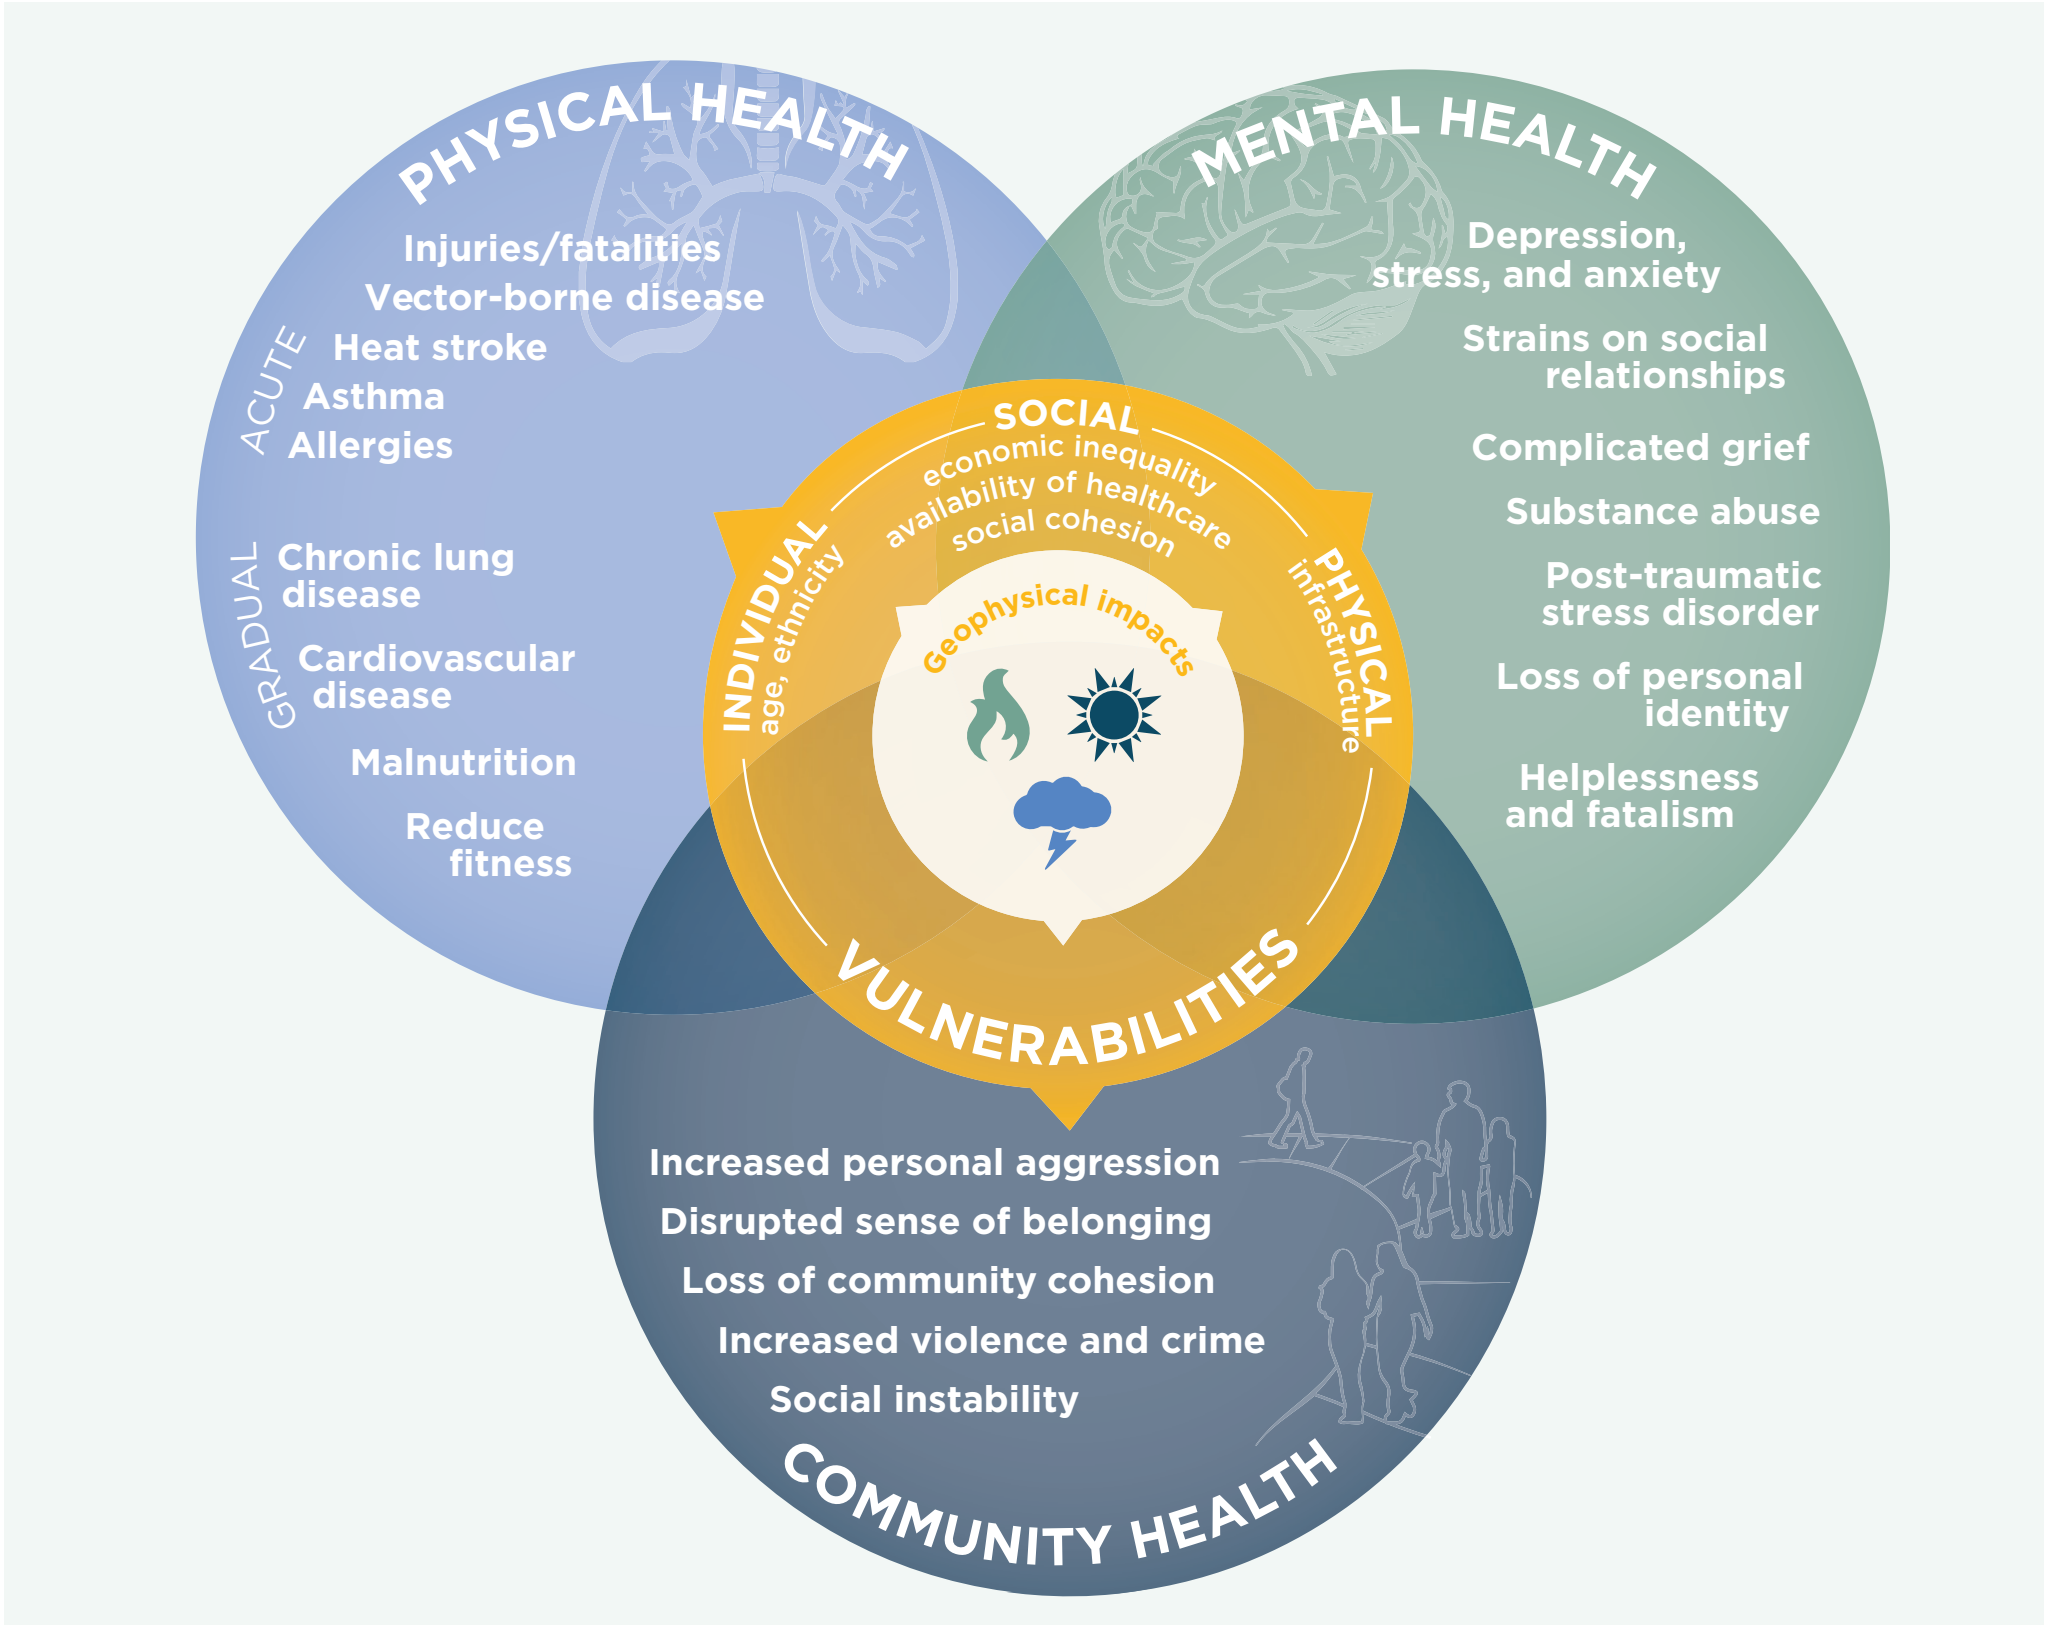 PHYSICAL HEALTH
ACUTE
Injuries/fatalities
Vector-borne disease
Heat stroke
Asthma
Allergies
GRADUAL
Chronic lung
disease
Cardiovascular
disease
Malnutrition
Reduce
fitness
MENTAL HEALTH
Depression,
stress, and anxiety
Strains on social
relationships
Complicated grief
Substance abuse
Post-traumatic
stress disorder
Loss of personal
identity
Helplessness
and fatalism
SOCIAL
economic inequality
availability of healthcare
social cohesion
INDIVIDUAL
age, ethnicity
PHYSICAL
infrastructure
Geophysical impacts
VULNERABILITIES
Increased personal aggression
Disrupted sense of belonging
Loss of community cohesion
Increased violence and crime
Social instability
COMMUNITY HEALTH